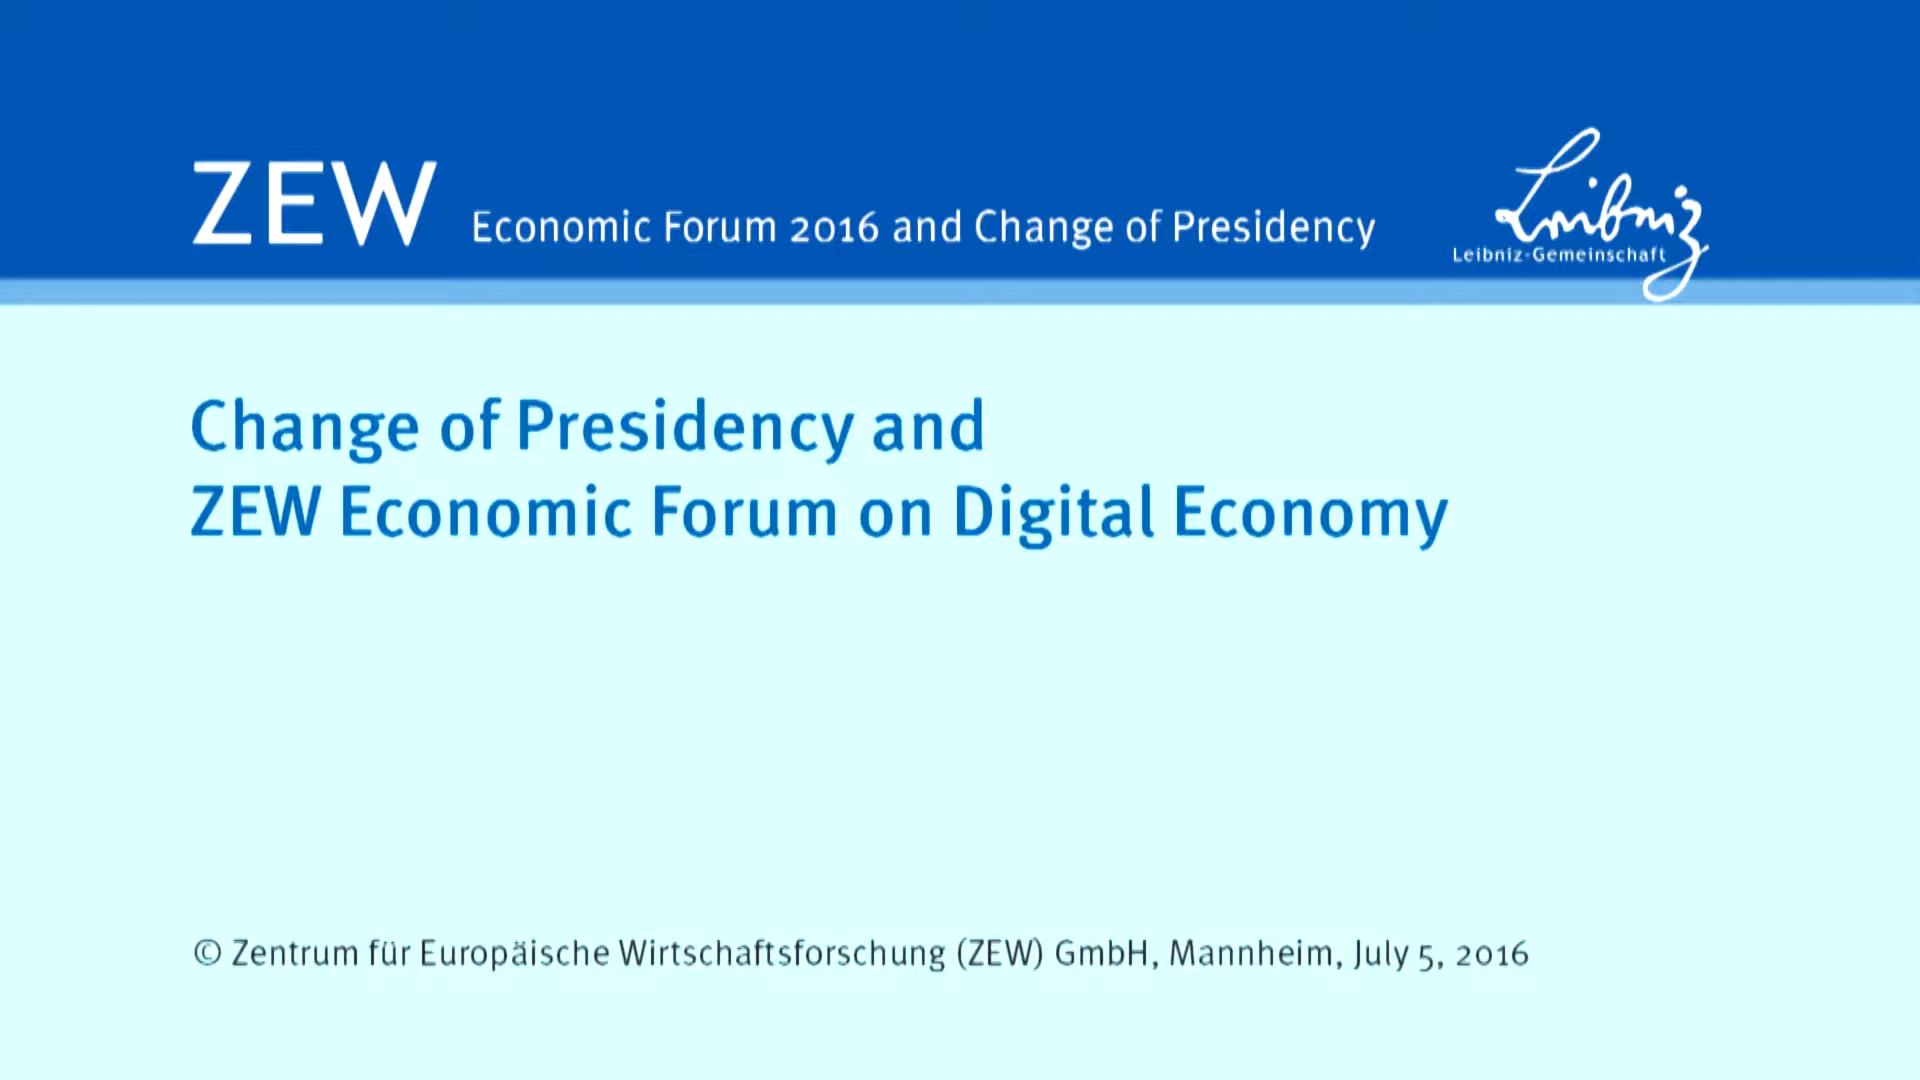 ZEW Economic Forum 2016 and Change of Presidency
Leibniz
Leibniz-Gemeinschaft
Change of Presidency and
ZEW Economic Forum on Digital Economy
© Zentrum für Europäische Wirtschaftsforschung (ZEW) GmbH, Mannheim, July 5, 2016